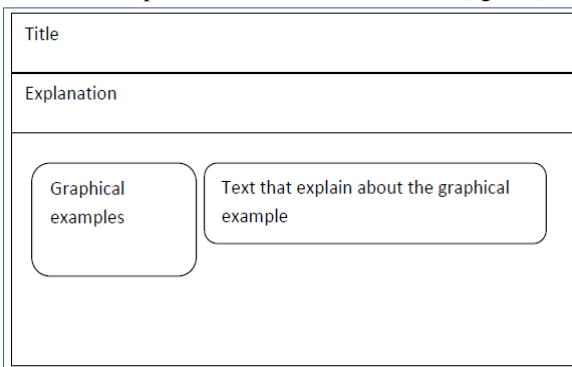 Title
Explanation
Graphical
examples
Text that explain about the graphical
example